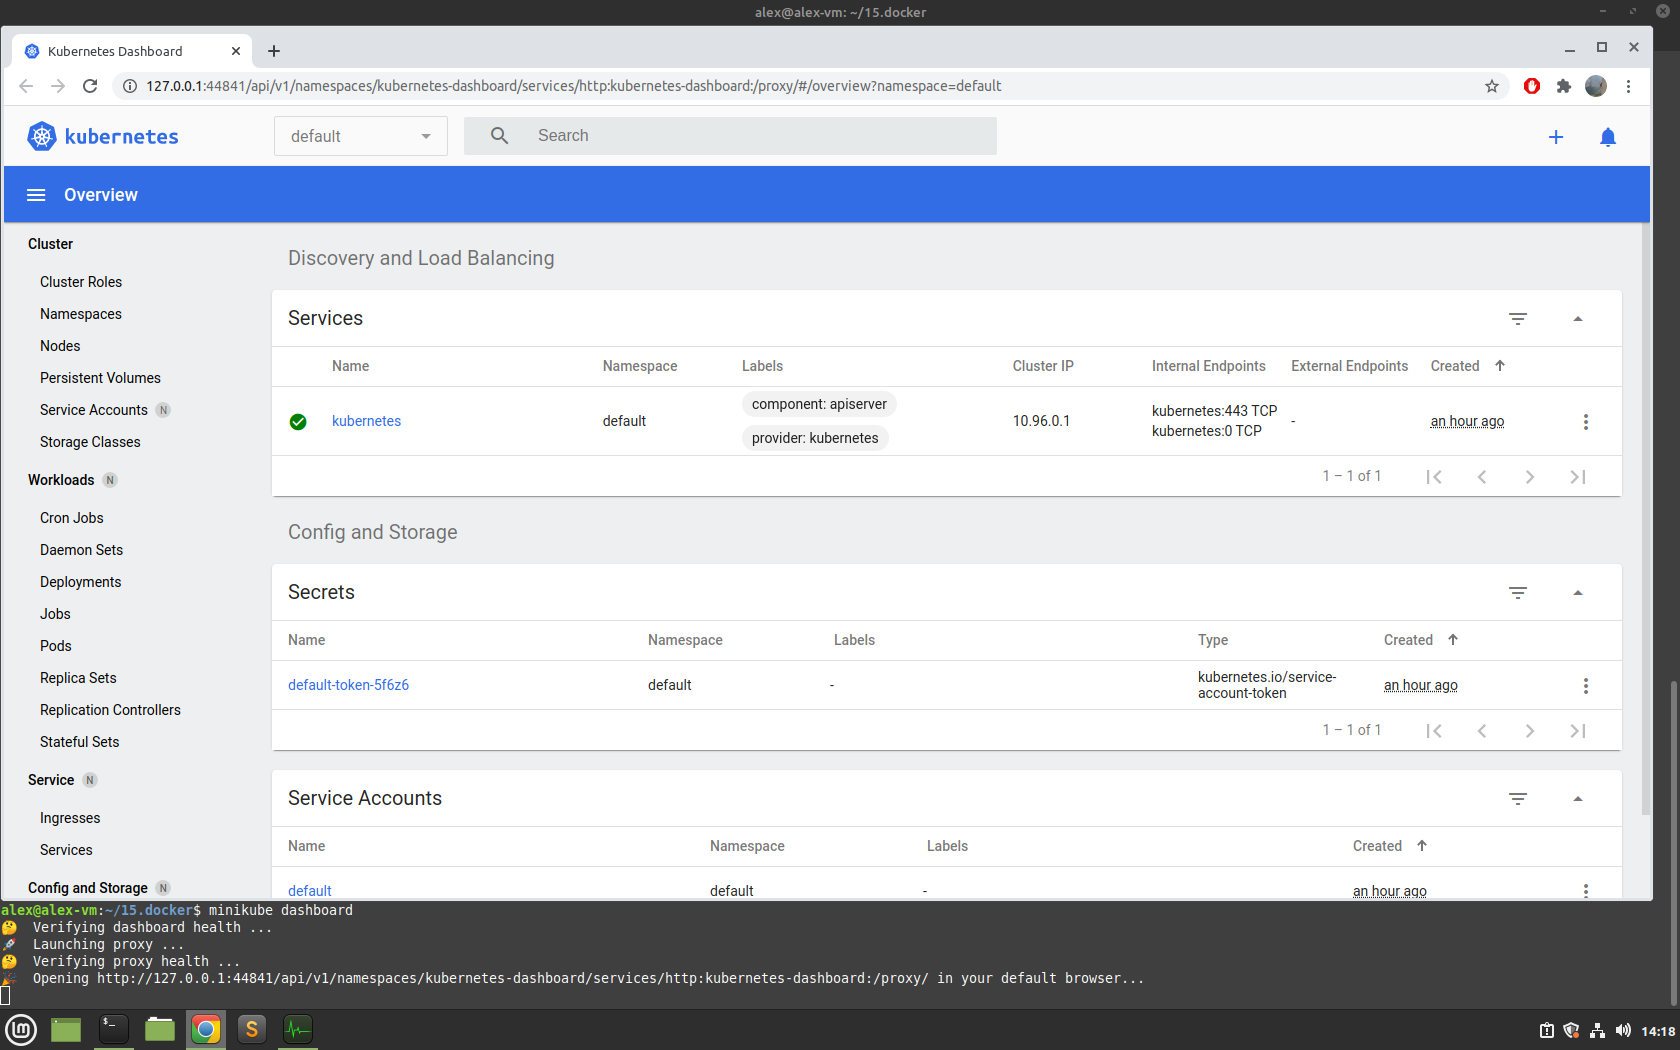 alex@alex-vm: ~/15.docker
Kubernetes Dashboard
127.0.0.1:44841/api/v1/namespaces/kubernetes-dashboard/services/http:kubernetes-dashboard:/proxy/#/overview?namespace=default
kubernetes
default
Search
Overview
Cluster
Cluster Roles
Namespaces
Nodes
Persistent Volumes
Service Accounts N
Storage Classes
Workloads N
Cron Jobs
Daemon Sets
Deployments
Jobs
Pods
Replica Sets
Replication Controllers
Stateful Sets
Service N
Ingresses
Services
Config and Storage N
Discovery and Load Balancing
Services
Name Namespace Labels Cluster IP Internal Endpoints External Endpoints Created
kubernetes default component: apiserver provider: kubernetes 10.96.0.1 kubernetes:443 TCP kubernetes:0 TCP - an hour ago
1 – 1 of 1
Config and Storage
Secrets
Name Namespace Labels Type Created
default-token-5f6z6 default - kubernetes.io/service-account-token an hour ago
1 – 1 of 1
Service Accounts
Name Namespace Labels Created
default default - an hour ago
alex@alex-vm:~/15.docker$ minikube dashboard
Verifying dashboard health ...
Launching proxy ...
Verifying proxy health ...
Opening http://127.0.0.1:44841/api/v1/namespaces/kubernetes-dashboard/services/http:kubernetes-dashboard:/proxy/ in your default browser...
14:18